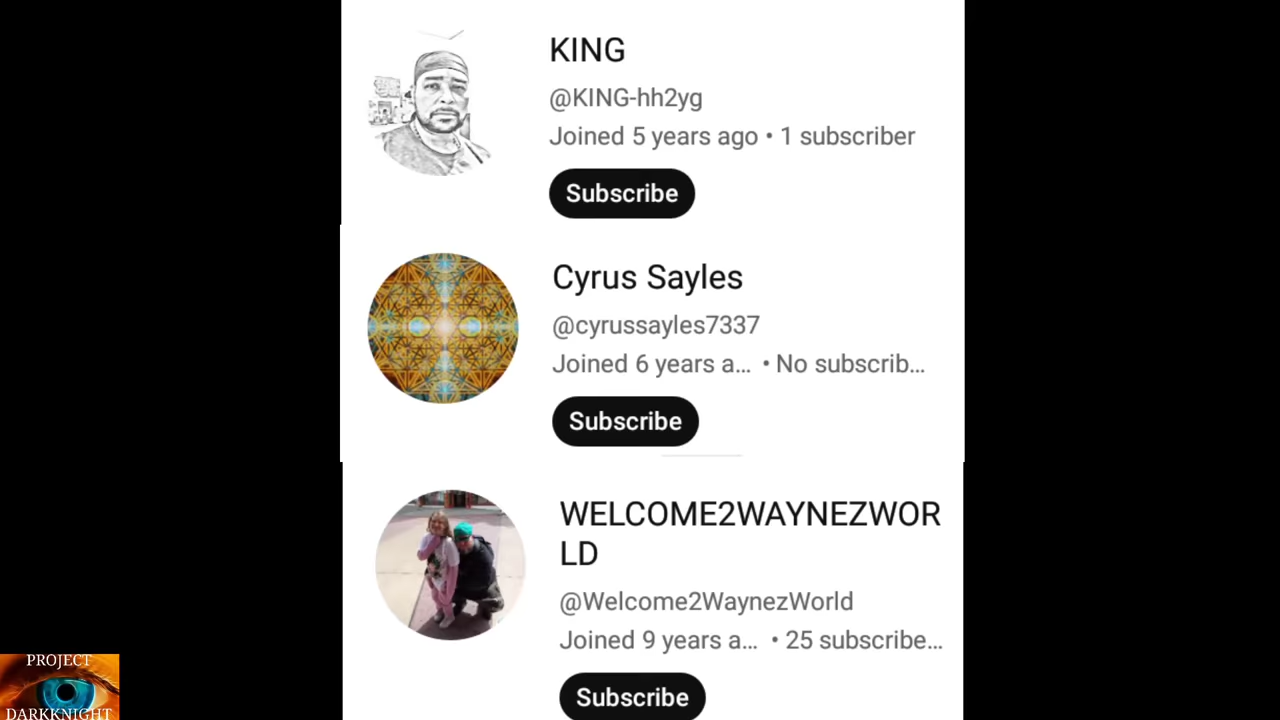 KING
@KING-hh2yg
Joined 5 years ago • 1 subscriber
Subscribe
Cyrus Sayles
@cyrussayles7337
Joined 6 years a... • No subscrib...
Subscribe
WELCOME2WAYNEZWOR
LD
@Welcome2WaynezWorld
Joined 9 years a... • 25 subscribe...
Subscribe
PROJECT
DARKKNIGHT